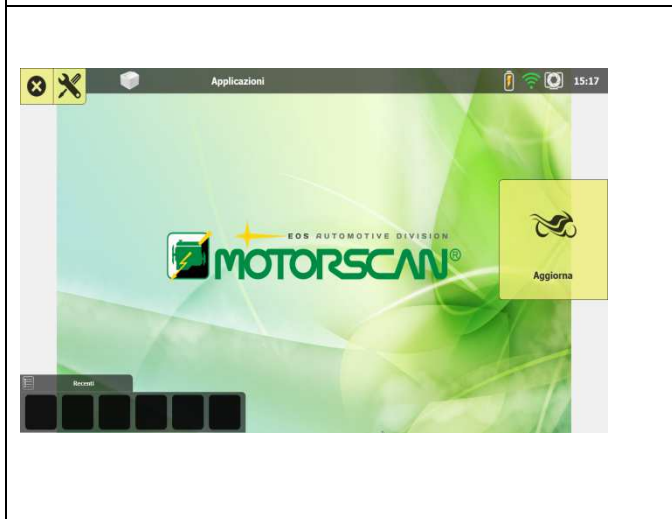 Applicazioni
15:17
EOS AUTOMOTIVE DIVISION
MOTORSCAN®
Aggiorna
Recenti